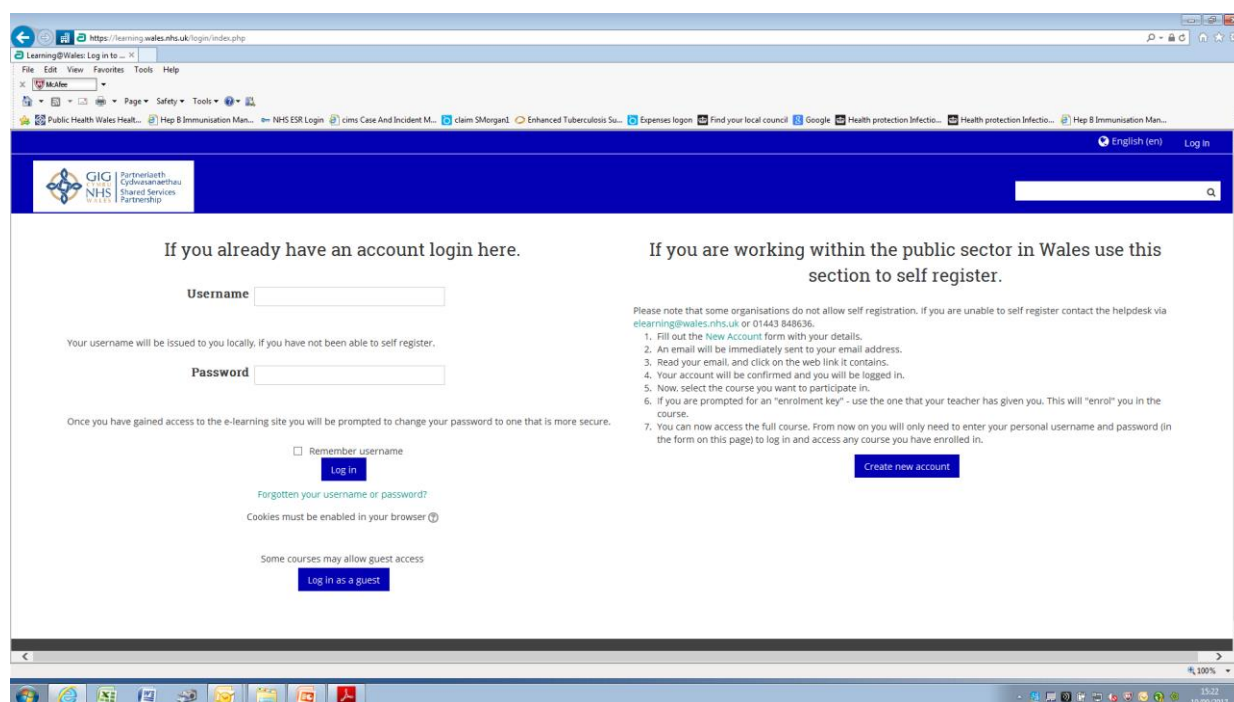 https://learning.wales.nhs.uk/login/index.php
Learning@Wales: Log in to ...
File Edit View Favorites Tools Help
McAfee
Page Safety Tools
Public Health Wales Healt... Hep B Immunisation Man... NHS ESR Login cims Case And Incident M... claim SMorgan1 Enhanced Tuberculosis Su... Expenses logon Find your local council Google Health protection Infectio... Health protection Infectio... Hep B Immunisation Man...
English (en) Log in
GIG CYMRU NHS WALES
Partneriaeth
Cydwasanaethau
Shared Services
Partnership
If you already have an account login here.
Username
Your username will be issued to you locally, if you have not been able to self register.
Password
Once you have gained access to the e-learning site you will be prompted to change your password to one that is more secure.
Remember username
Log in
Forgotten your username or password?
Cookies must be enabled in your browser
Some courses may allow guest access
Log in as a guest
If you are working within the public sector in Wales use this
section to self register.
Please note that some organisations do not allow self registration. If you are unable to self register contact the helpdesk via
elearning@wales.nhs.uk or 01443 848636.
1. Fill out the New Account form with your details.
2. An email will be immediately sent to your email address.
3. Read your email, and click on the web link it contains.
4. Your account will be confirmed and you will be logged in.
5. Now, select the course you want to participate in.
6. If you are prompted for an "enrolment key" - use the one that your teacher has given you. This will "enrol" you in the
course.
7. You can now access the full course. From now on you will only need to enter your personal username and password (in
the form on this page) to log in and access any course you have enrolled in.
Create new account
100%
15:22